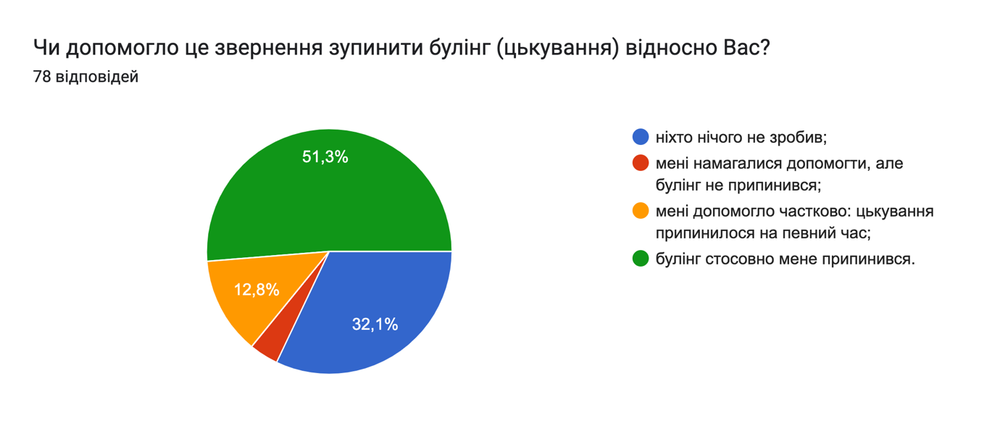 Чи допомогло це звернення зупинити булінг (цькування) відносно Вас?
78 відповідей
51,3%
12,8%
32,1%
ніхто нічого не зробив;
мені намагалися допомогти, але
булінг не припинився;
мені допомогло частково: цькування
припинилося на певний час;
булінг стосовно мене припинився.